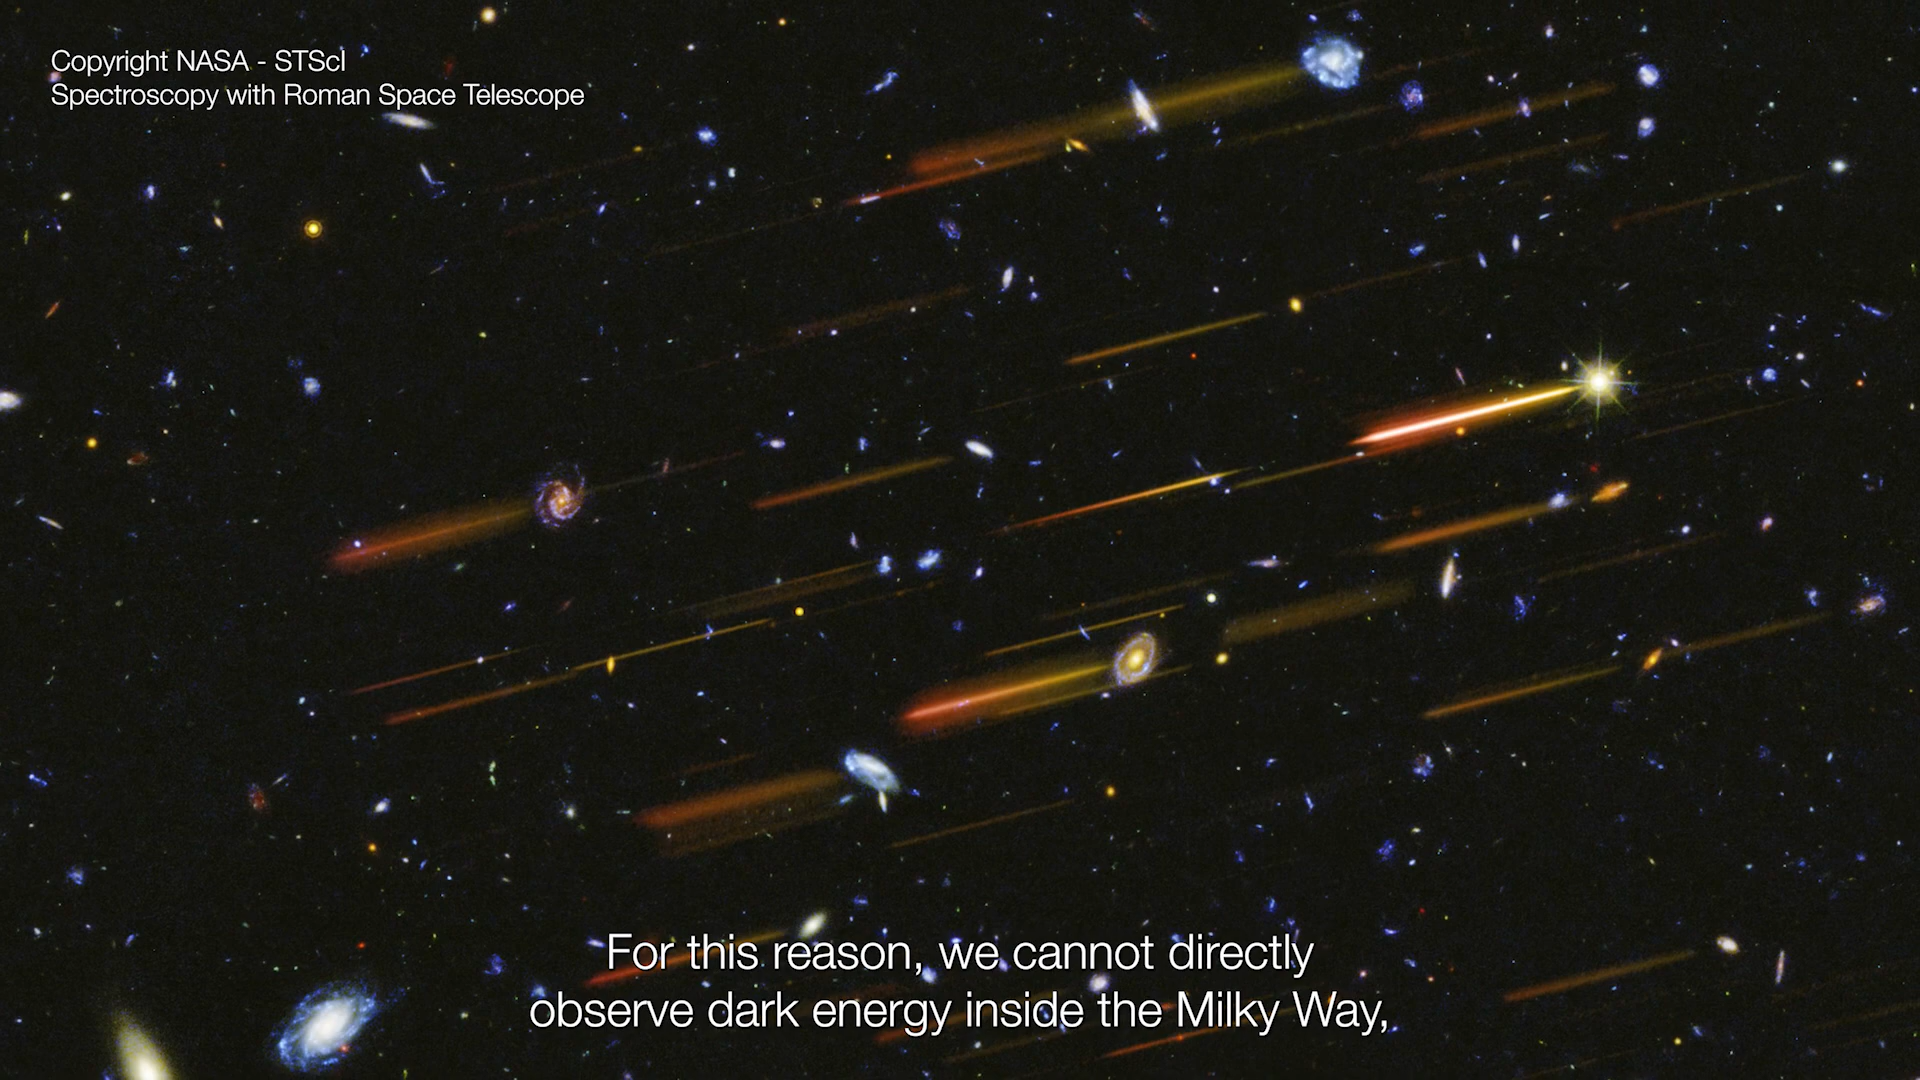 Copyright NASA - STScI
Spectroscopy with Roman Space Telescope
For this reason, we cannot directly
observe dark energy inside the Milky Way,